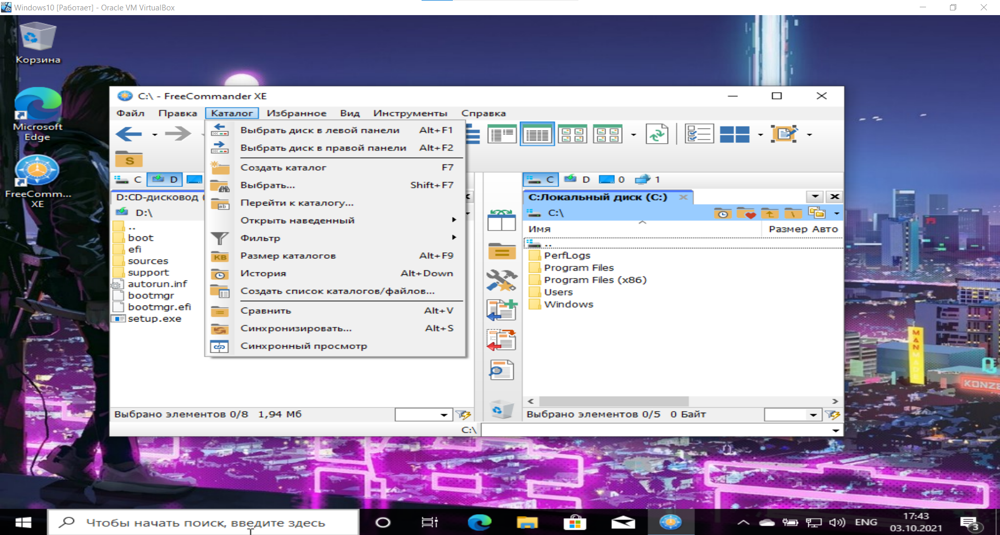 Windows10 [Работает] - Oracle VM VirtualBox
Корзина
Microsoft
Edge
FreeComm...
XE
C:\ - FreeCommander XE
Файл Правка Каталог Избранное Вид Инструменты Справка
S
Выбрать диск в левой панели Alt+F1
Выбрать диск в правой панели Alt+F2
Создать каталог F7
Выбрать... Shift+F7
Перейти к каталогу...
Открыть наведенный
Фильтр
KB Размер каталогов Alt+F9
История Alt+Down
Создать список каталогов/файлов...
Сравнить Alt+V
Синхронизировать... Alt+S
Синхронный просмотр
C D
D:CD-дисковод (
D:\
..
boot
efi
sources
support
autorun.inf
bootmgr
bootmgr.efi
setup.exe
Выбрано элементов 0/8 1,94 Мб
C D 0 1
C:Локальный диск (C:)
C:\
Имя Размер Авто
..
PerfLogs
Program Files
Program Files (x86)
Users
Windows
Выбрано элементов 0/5 0 Байт
C:\
MANMADE
KONZE
Чтобы начать поиск, введите здесь
ENG
17:43
03.10.2021
3